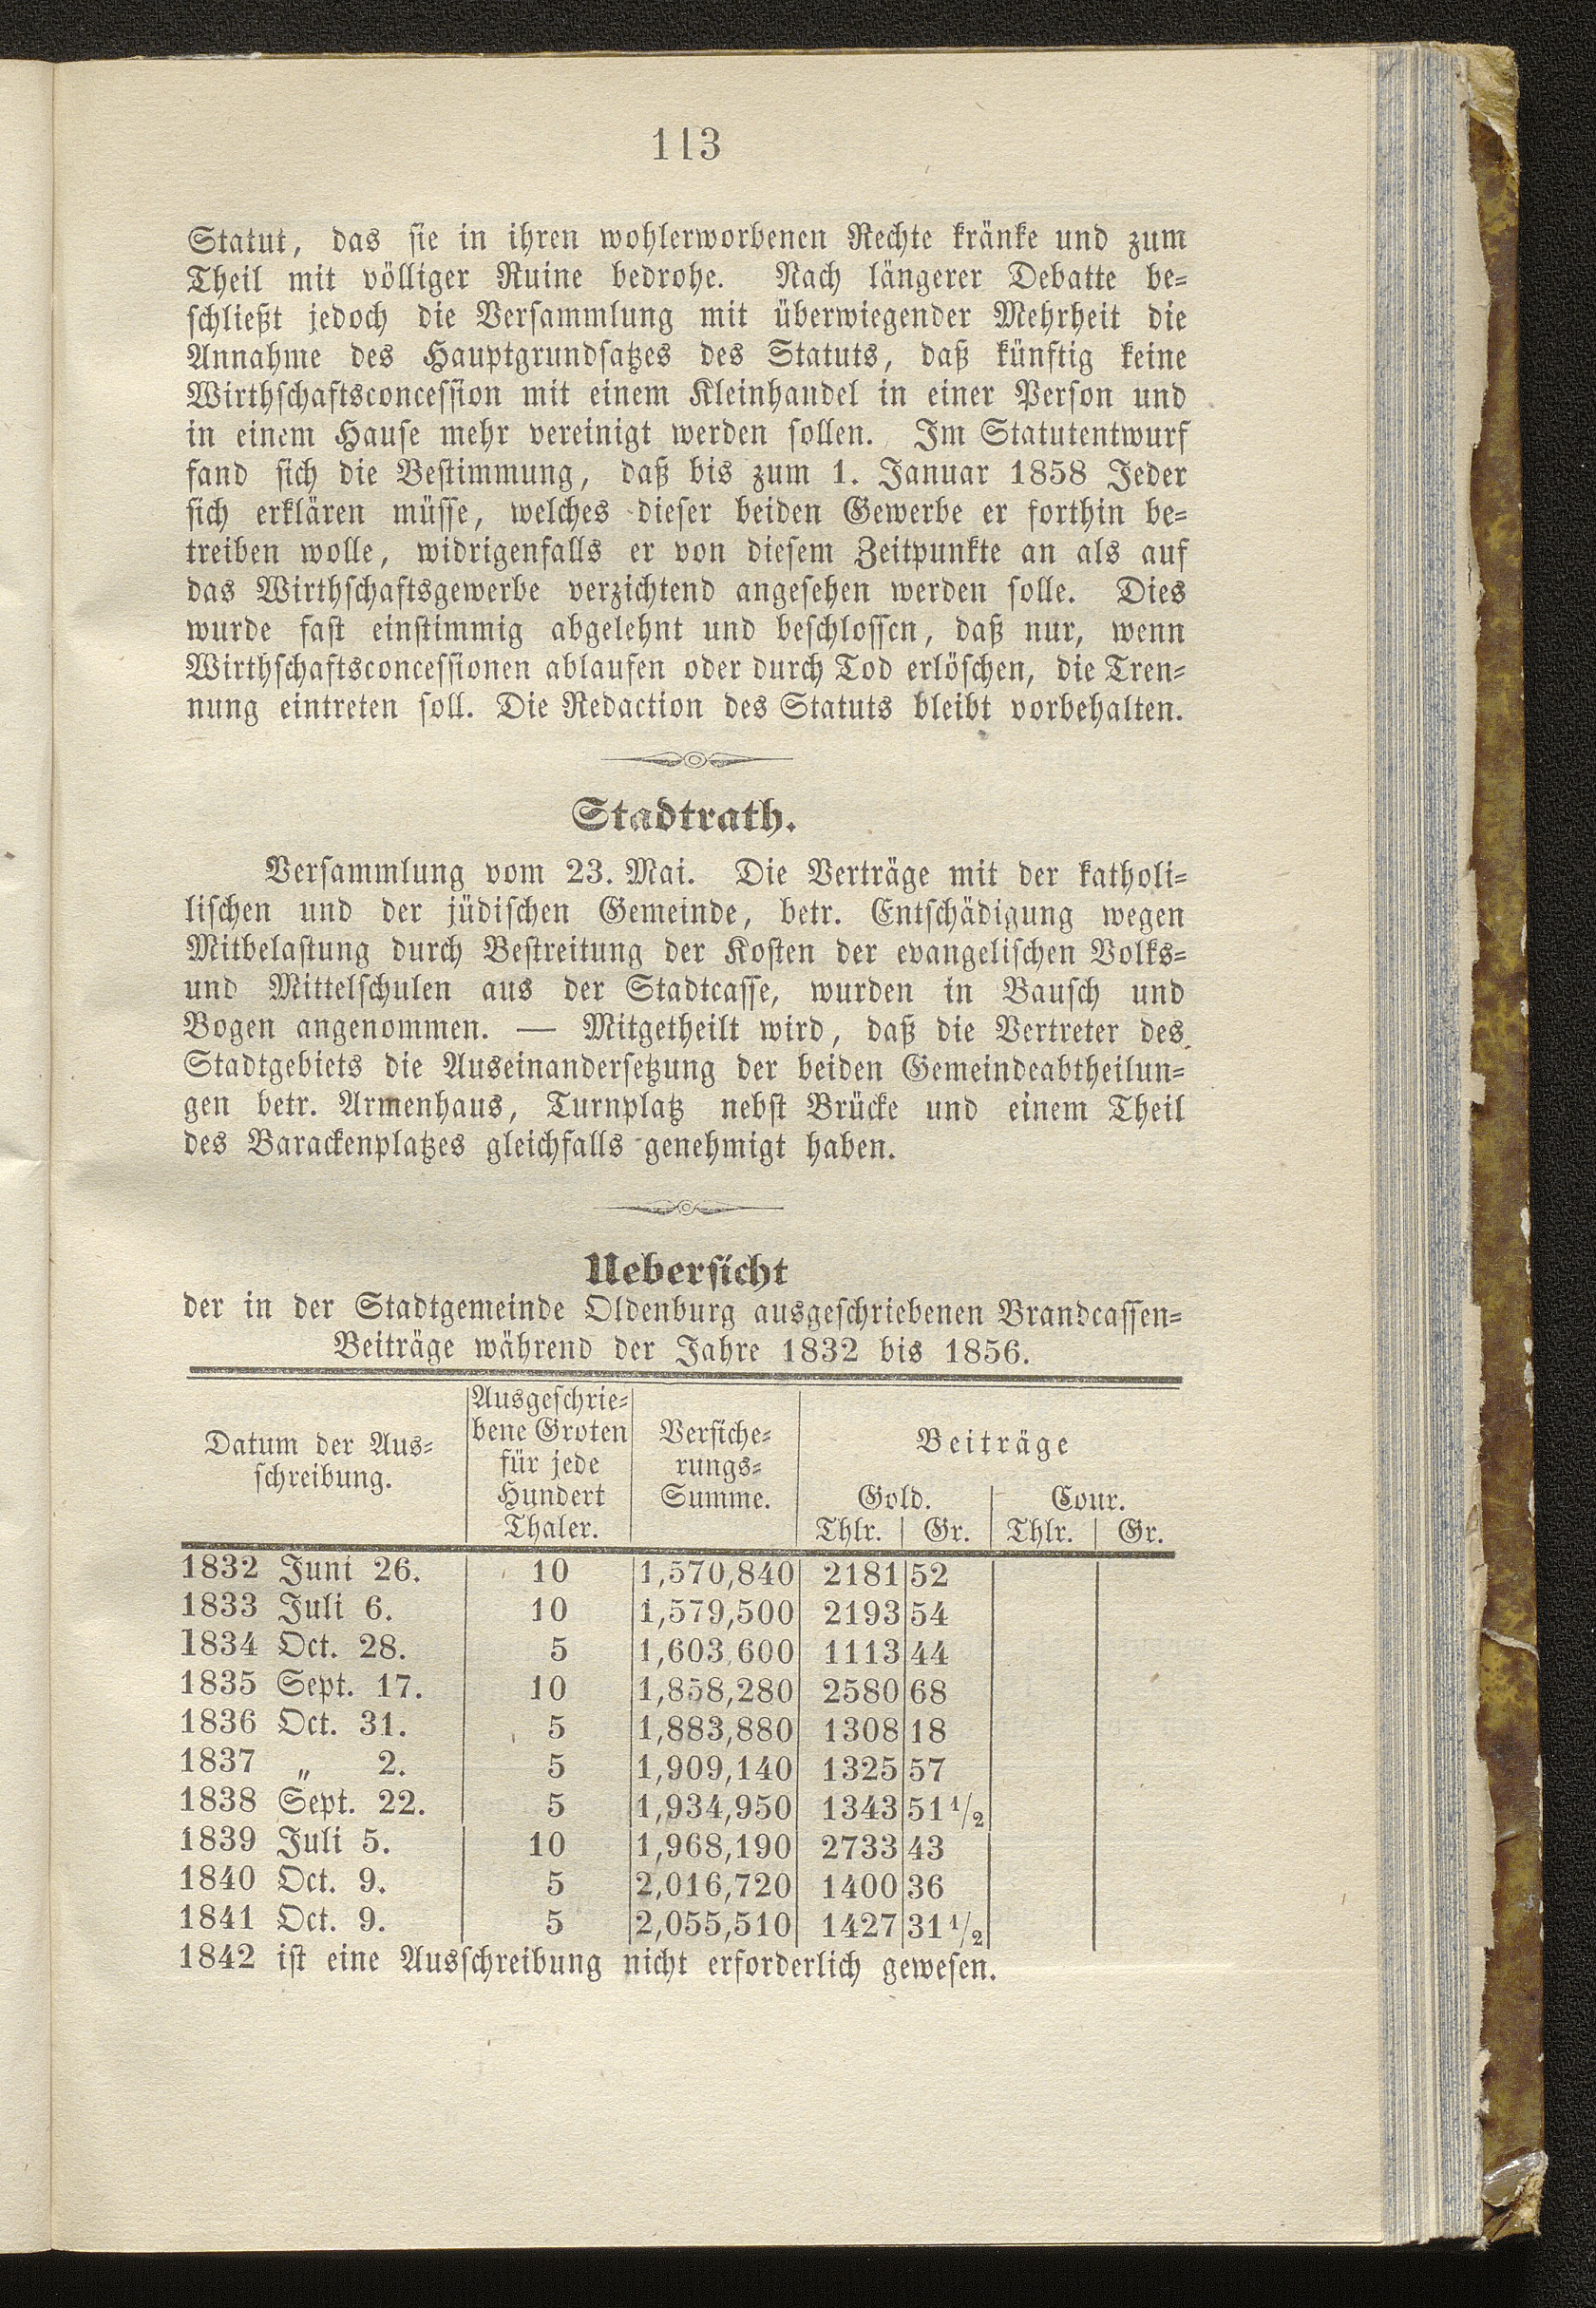 113
Statut, das sie in ihren wohlerworbenen Rechte kränke und zum
Theil mit völliger Ruine bedrohe. Nach längerer Debatte be=
schließt jedoch die Versammlung mit überwiegender Mehrheit die
Annahme des Hauptgrundsatzes des Statuts, daß künftig keine
Wirthschaftsconcession mit einem Kleinhandel in einer Person und
in einem Hause mehr vereinigt werden sollen. Im Statutentwurf
fand sich die Bestimmung, daß bis zum 1. Januar 1858 Jeder
sich erklären müsse, welches dieser beiden Gewerbe er forthin be=
treiben wolle, widrigenfalls er von diesem Zeitpunkte an als auf
das Wirthschaftsgewerbe verzichtend angesehen werden solle. Dies
wurde fast einstimmig abgelehnt und beschlossen, daß nur, wenn
Wirthschaftsconcessionen ablaufen oder durch Tod erlöschen, die Tren=
nung eintreten soll. Die Redaction des Statuts bleibt vorbehalten.
Stadtrath.
Versammlung vom 23. Mai. Die Verträge mit der katholi=
lischen und der jüdischen Gemeinde, betr. Entschädigung wegen
Mitbelastung durch Bestreitung der Kosten der evangelischen Volks=
und Mittelschulen aus der Stadtcasse, wurden in Bausch und
Bogen angenommen. — Mitgetheilt wird, daß die Vertreter des
Stadtgebiets die Auseinandersetzung der beiden Gemeindeabtheilun=
gen betr. Armenhaus, Turnplatz nebst Brücke und einem Theil
des Barackenplatzes gleichfalls genehmigt haben.
Uebersicht
der in der Stadtgemeinde Oldenburg ausgeschriebenen Brandcassen=
Beiträge während der Jahre 1832 bis 1856.
Datum der Aus=
schreibung.
Ausgeschrie=
bene Groten
für jede
Hundert
Thaler.
Versiche=
rungs=
Summe.
Beiträge
Gold. Cour.
Thlr. Gr. Thlr. Gr.
1832 Juni 26. 10 1,570,840 2181 52
1833 Juli 6. 10 1,579,500 2193 54
1834 Oct. 28. 5 1,603,600 1113 44
1835 Sept. 17. 10 1,858,280 2580 68
1836 Oct. 31. 5 1,883,880 1308 18
1837 „ 2. 5 1,909,140 1325 57
1838 Sept. 22. 5 1,934,950 1343 51 1/2
1839 Juli 5. 10 1,968,190 2733 43
1840 Oct. 9. 5 2,016,720 1400 36
1841 Oct. 9. 5 2,055,510 1427 31 1/2
1842 ist eine Ausschreibung nicht erforderlich gewesen.